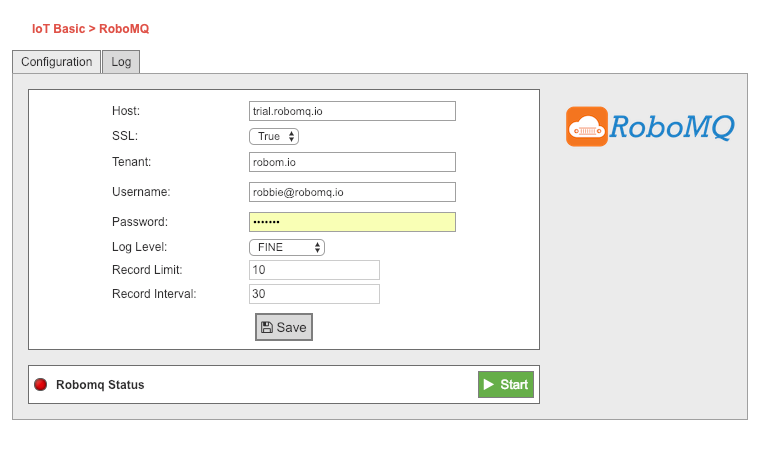 IoT Basic > RoboMQ
Configuration Log
RoboMQ
Host: trial.robomq.io
SSL: True
Tenant: robom.io
Username: robbie@robomq.io
Password: •••••••
Log Level: FINE
Record Limit: 10
Record Interval: 30
Save
Robomq Status Start